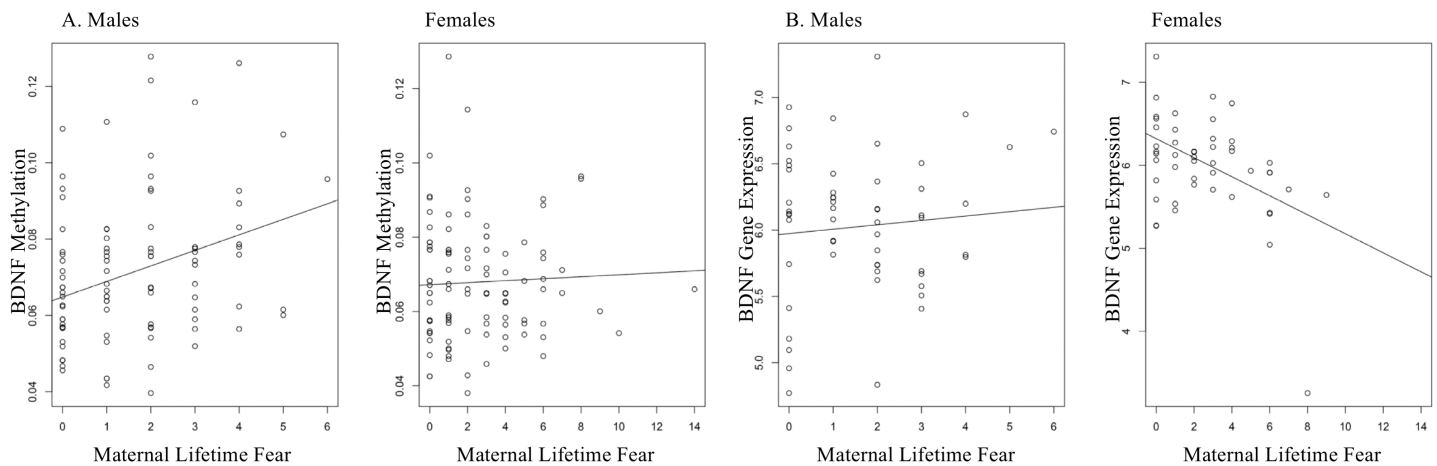 A. Males
Females
B. Males
Females
BDNF Methylation
0.04 0.06 0.08 0.10 0.12
0 1 2 3 4 5 6
Maternal Lifetime Fear
BDNF Methylation
0.04 0.06 0.08 0.10 0.12
0 2 4 6 8 10 12 14
Maternal Lifetime Fear
BDNF Gene Expression
5.0 5.5 6.0 6.5 7.0
0 1 2 3 4 5 6
Maternal Lifetime Fear
BDNF Gene Expression
4 5 6 7
0 2 4 6 8 10 12 14
Maternal Lifetime Fear